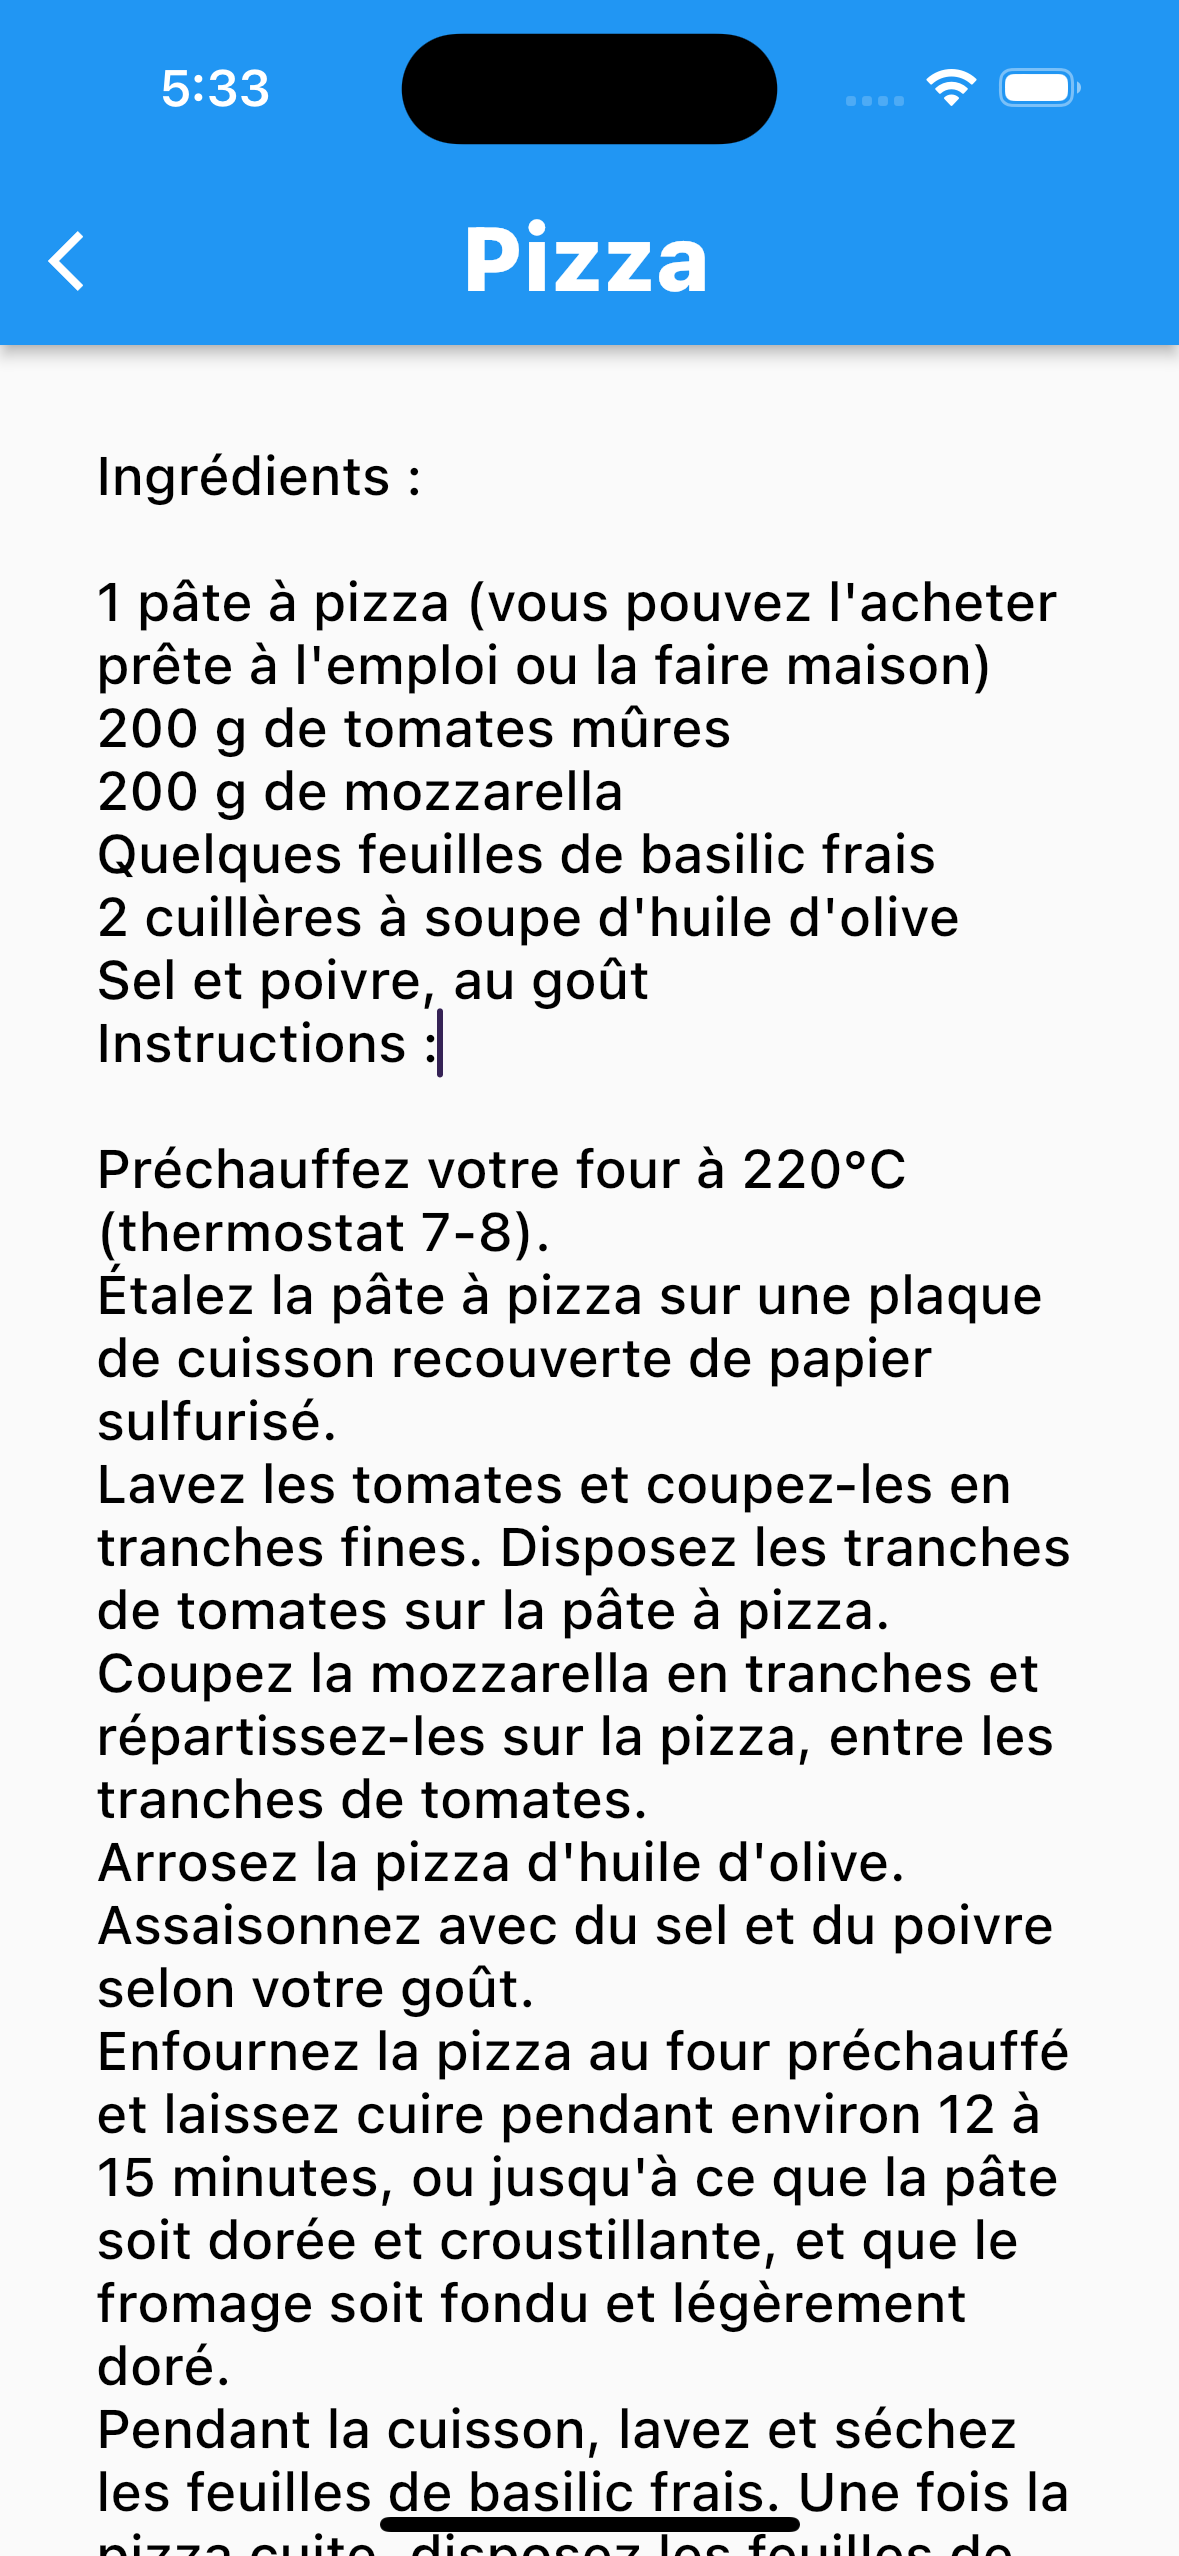 5:33
Pizza
Ingrédients :
1 pâte à pizza (vous pouvez l'acheter
prête à l'emploi ou la faire maison)
200 g de tomates mûres
200 g de mozzarella
Quelques feuilles de basilic frais
2 cuillères à soupe d'huile d'olive
Sel et poivre, au goût
Instructions :
Préchauffez votre four à 220°C
(thermostat 7-8).
Étalez la pâte à pizza sur une plaque
de cuisson recouverte de papier
sulfurisé.
Lavez les tomates et coupez-les en
tranches fines. Disposez les tranches
de tomates sur la pâte à pizza.
Coupez la mozzarella en tranches et
répartissez-les sur la pizza, entre les
tranches de tomates.
Arrosez la pizza d'huile d'olive.
Assaisonnez avec du sel et du poivre
selon votre goût.
Enfournez la pizza au four préchauffé
et laissez cuire pendant environ 12 à
15 minutes, ou jusqu'à ce que la pâte
soit dorée et croustillante, et que le
fromage soit fondu et légèrement
doré.
Pendant la cuisson, lavez et séchez
les feuilles de basilic frais. Une fois la
pizza cuite, disposez les feuilles de